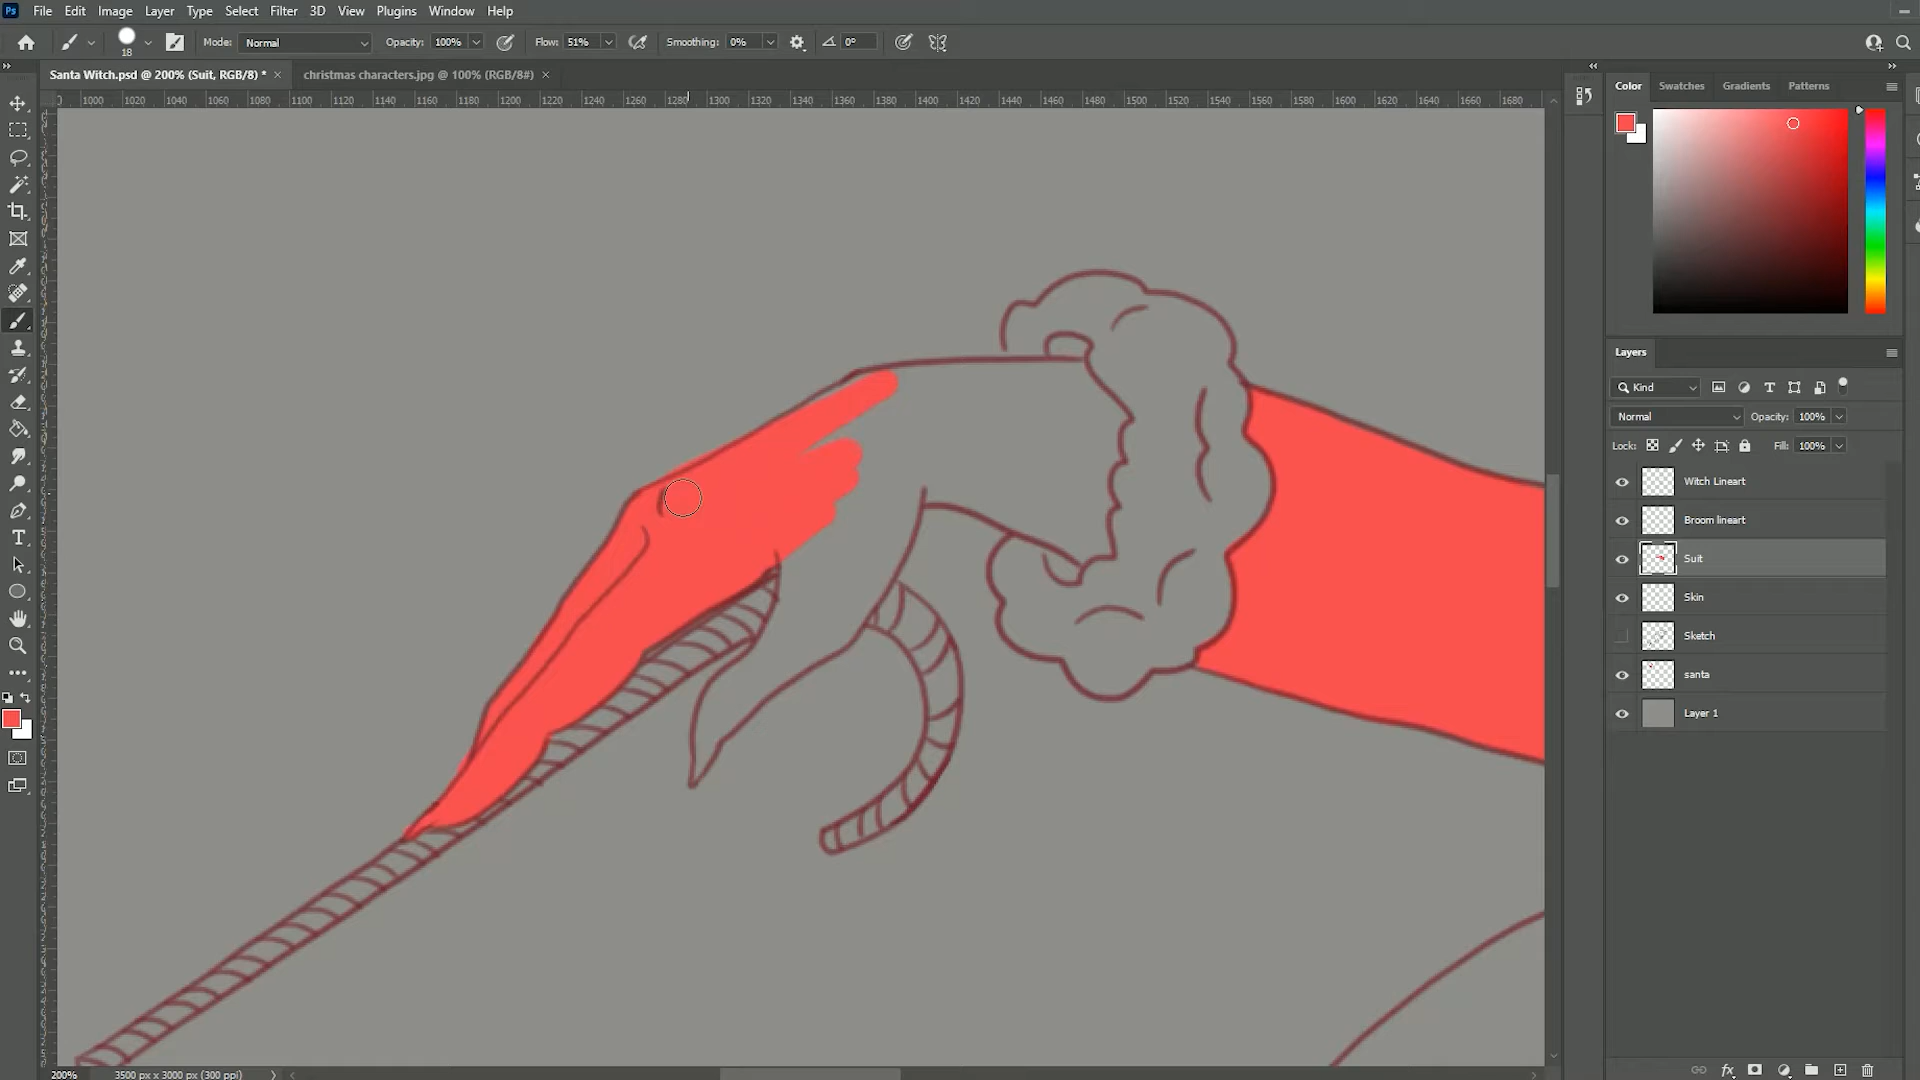 Ps File Edit Image Layer Type Select Filter 3D View Plugins Window Help
18 Mode: Normal Opacity: 100% Flow: 51% Smoothing: 0% 0°
Santa Witch.psd @ 200% (Suit, RGB/8) * × christmas characters.jpg @ 100% (RGB/8#) ×
1000 1020 1040 1060 1080 1100 1120 1140 1160 1180 1200 1220 1240 1260 1280 1300 1320 1340 1360 1380 1400 1420 1440 1460 1480 1500 1520 1540 1560 1580 1600 1620 1640 1660 1680
Color Swatches Gradients Patterns
Layers
Kind
Normal Opacity: 100%
Lock: Fill: 100%
Witch Lineart
Broom lineart
Suit
Skin
Sketch
santa
Layer 1
200% 3500 px x 3000 px (300 ppi)